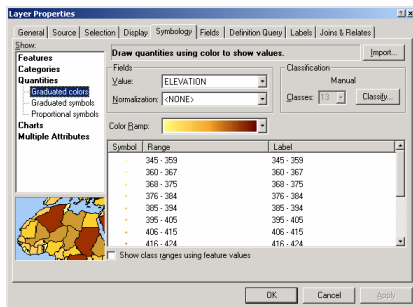 Layer Properties
General Source Selection Display Symbology Fields Definition Query Labels Joins & Relates
Show:
Features
Categories
Quantities
Graduated colors
Graduated symbols
Proportional symbols
Charts
Multiple Attributes
Draw quantities using color to show values.
Import...
Fields
Value: ELEVATION
Normalization: <NONE>
Classification
Manual
Classes: 13 Classify...
Color Ramp:
Symbol Range Label
345 - 359 345 - 359
360 - 367 360 - 367
368 - 375 368 - 375
376 - 384 376 - 384
385 - 394 385 - 394
395 - 405 395 - 405
406 - 415 406 - 415
416 - 424 416 - 424
Show class ranges using feature values
OK Cancel Apply